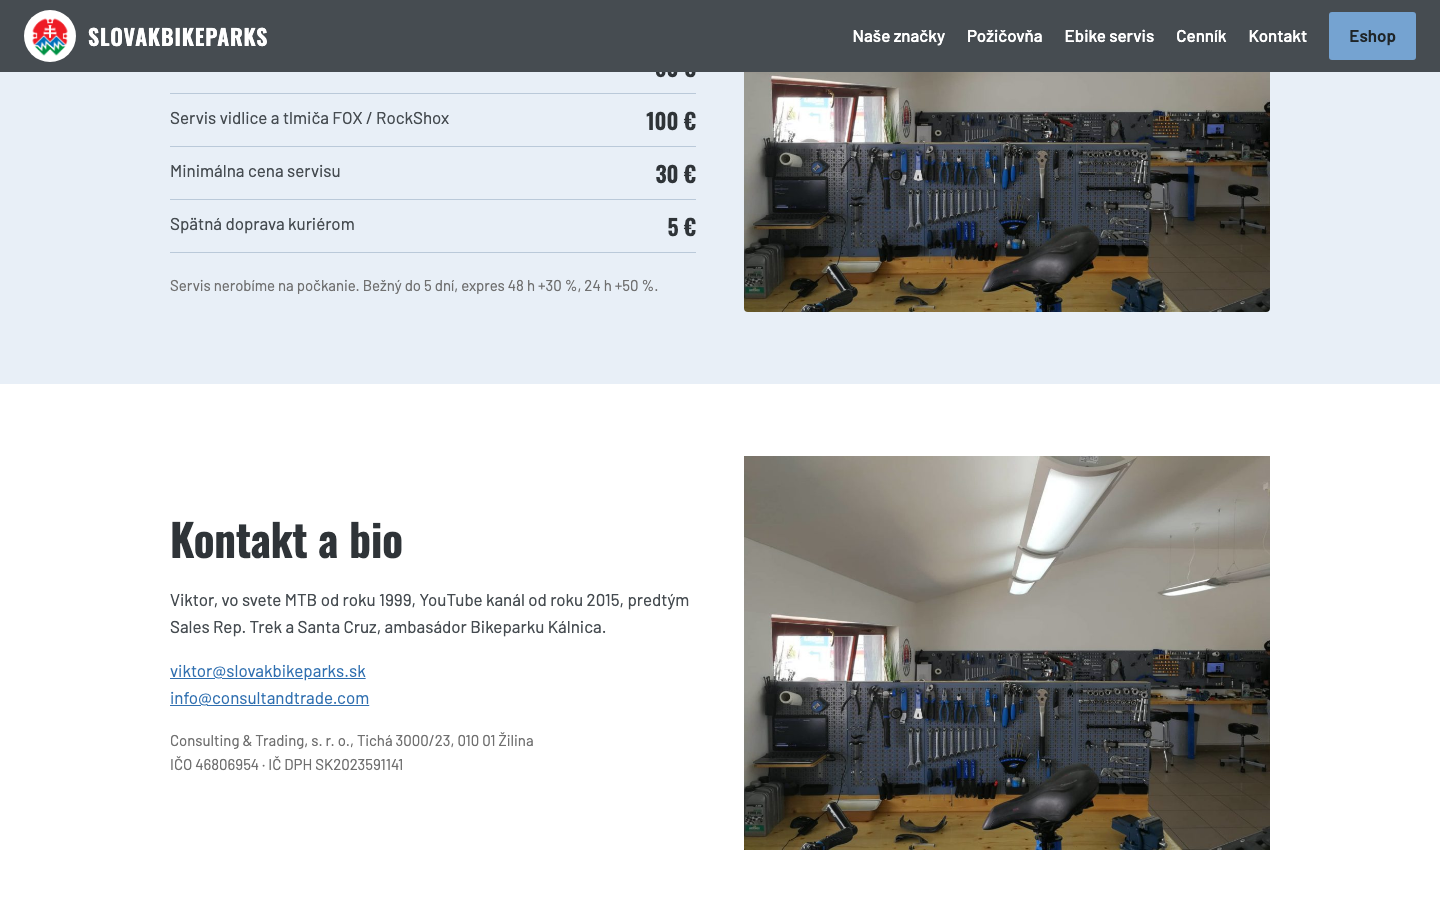 SLOVAKBIKEPARKS
Naše značky
Požičovňa
Ebike servis
Cenník
Kontakt
Eshop
Servis vidlice a tlmiča FOX / RockShox
100 €
Minimálna cena servisu
30 €
Spätná doprava kuriérom
5 €
Servis nerobíme na počkanie. Bežný do 5 dní, expres 48 h +30 %, 24 h +50 %.
Kontakt a bio
Viktor, vo svete MTB od roku 1999, YouTube kanál od roku 2015, predtým
Sales Rep. Trek a Santa Cruz, ambasádor Bikeparku Kálnica.
viktor@slovakbikeparks.sk
info@consultandtrade.com
Consulting & Trading, s. r. o., Tichá 3000/23, 010 01 Žilina
IČO 46806954 · IČ DPH SK2023591141